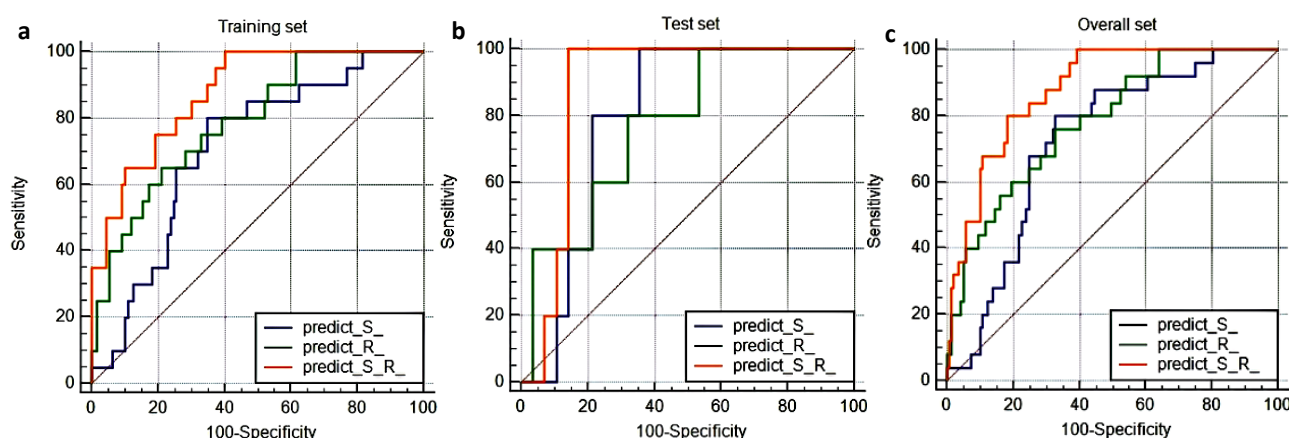 a
Training set
Sensitivity
100
80
60
40
20
0
predict_S_
predict_R_
predict_S_R_
0 20 40 60 80 100
100-Specificity
b
Test set
Sensitivity
100
80
60
40
20
0
predict_S_
predict_R_
predict_S_R_
0 20 40 60 80 100
100-Specificity
c
Overall set
Sensitivity
100
80
60
40
20
0
predict_S_
predict_R_
predict_S_R_
0 20 40 60 80 100
100-Specificity